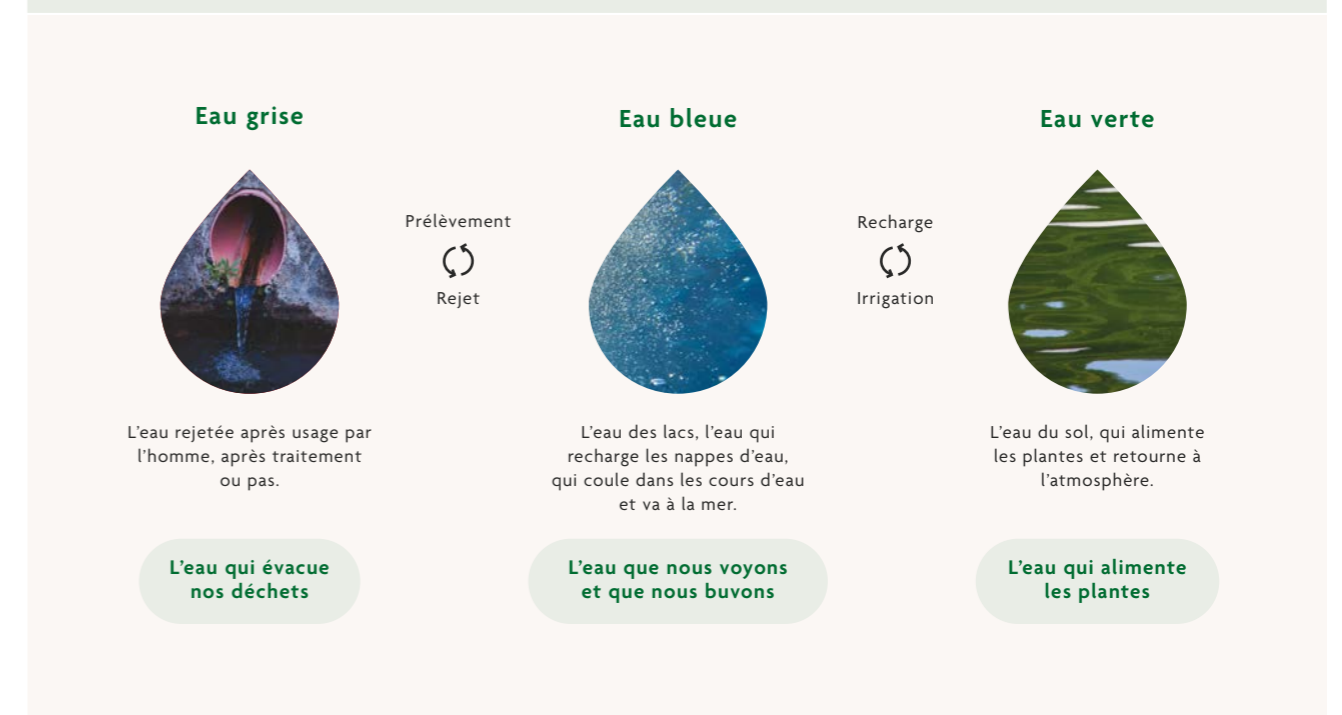 Eau grise
Eau bleue
Eau verte
Prélèvement
Rejet
Recharge
Irrigation
L’eau rejetée après usage par
l’homme, après traitement
ou pas.
L’eau des lacs, l’eau qui
recharge les nappes d’eau,
qui coule dans les cours d’eau
et va à la mer.
L’eau du sol, qui alimente
les plantes et retourne à
l’atmosphère.
L’eau qui évacue
nos déchets
L’eau que nous voyons
et que nous buvons
L’eau qui alimente
les plantes